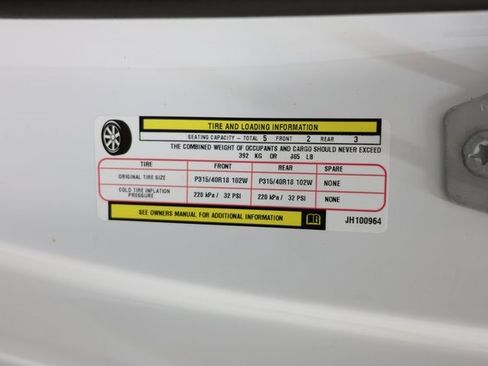 TIRE AND LOADING INFORMATION
SEATING CAPACITY - TOTAL 5 FRONT 2 REAR 3
THE COMBINED WEIGHT OF OCCUPANTS AND CARGO SHOULD NEVER EXCEED
392 KG OR 865 LB
TIRE FRONT REAR SPARE
ORIGINAL TIRE SIZE P315/40R18 102W P315/40R18 102W NONE
COLD TIRE INFLATION PRESSURE 220 kPa / 32 PSI 220 kPa / 32 PSI NONE
SEE OWNERS MANUAL FOR ADDITIONAL INFORMATION
JH100964